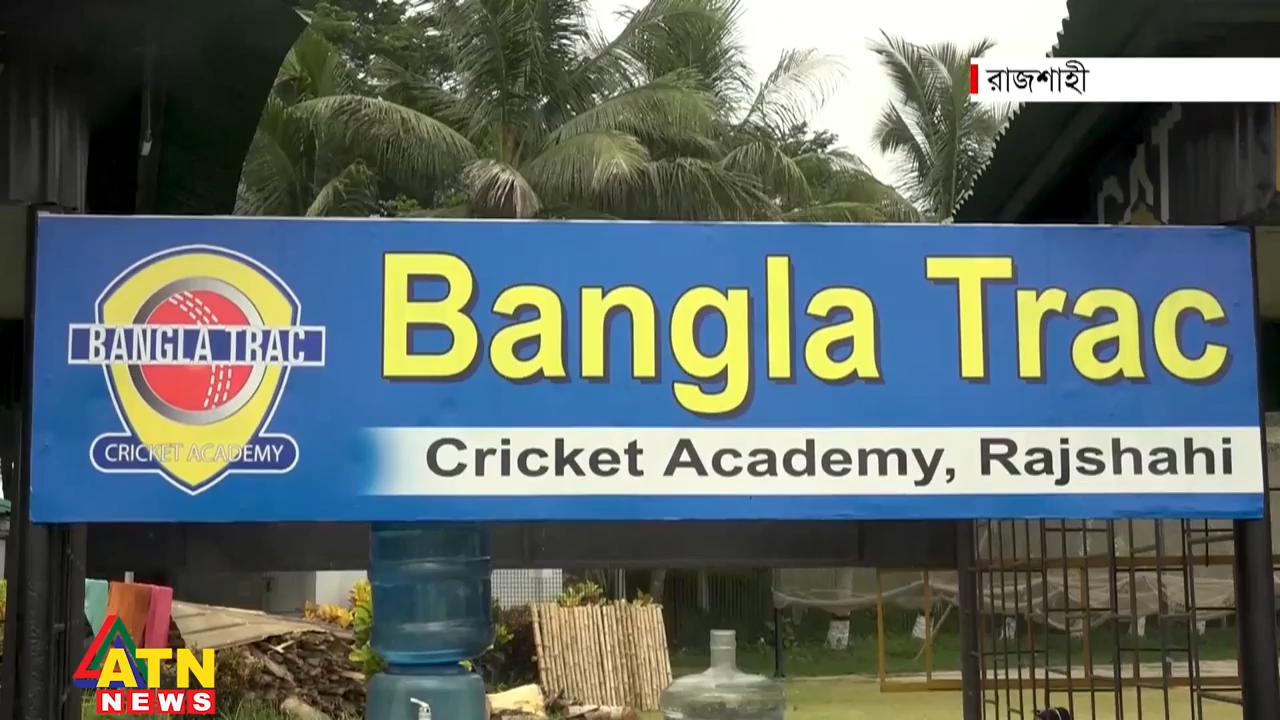 রাজশাহী
BANGLA TRAC
CRICKET ACADEMY
Bangla Trac
Cricket Academy, Rajshahi
ATN
NEWS